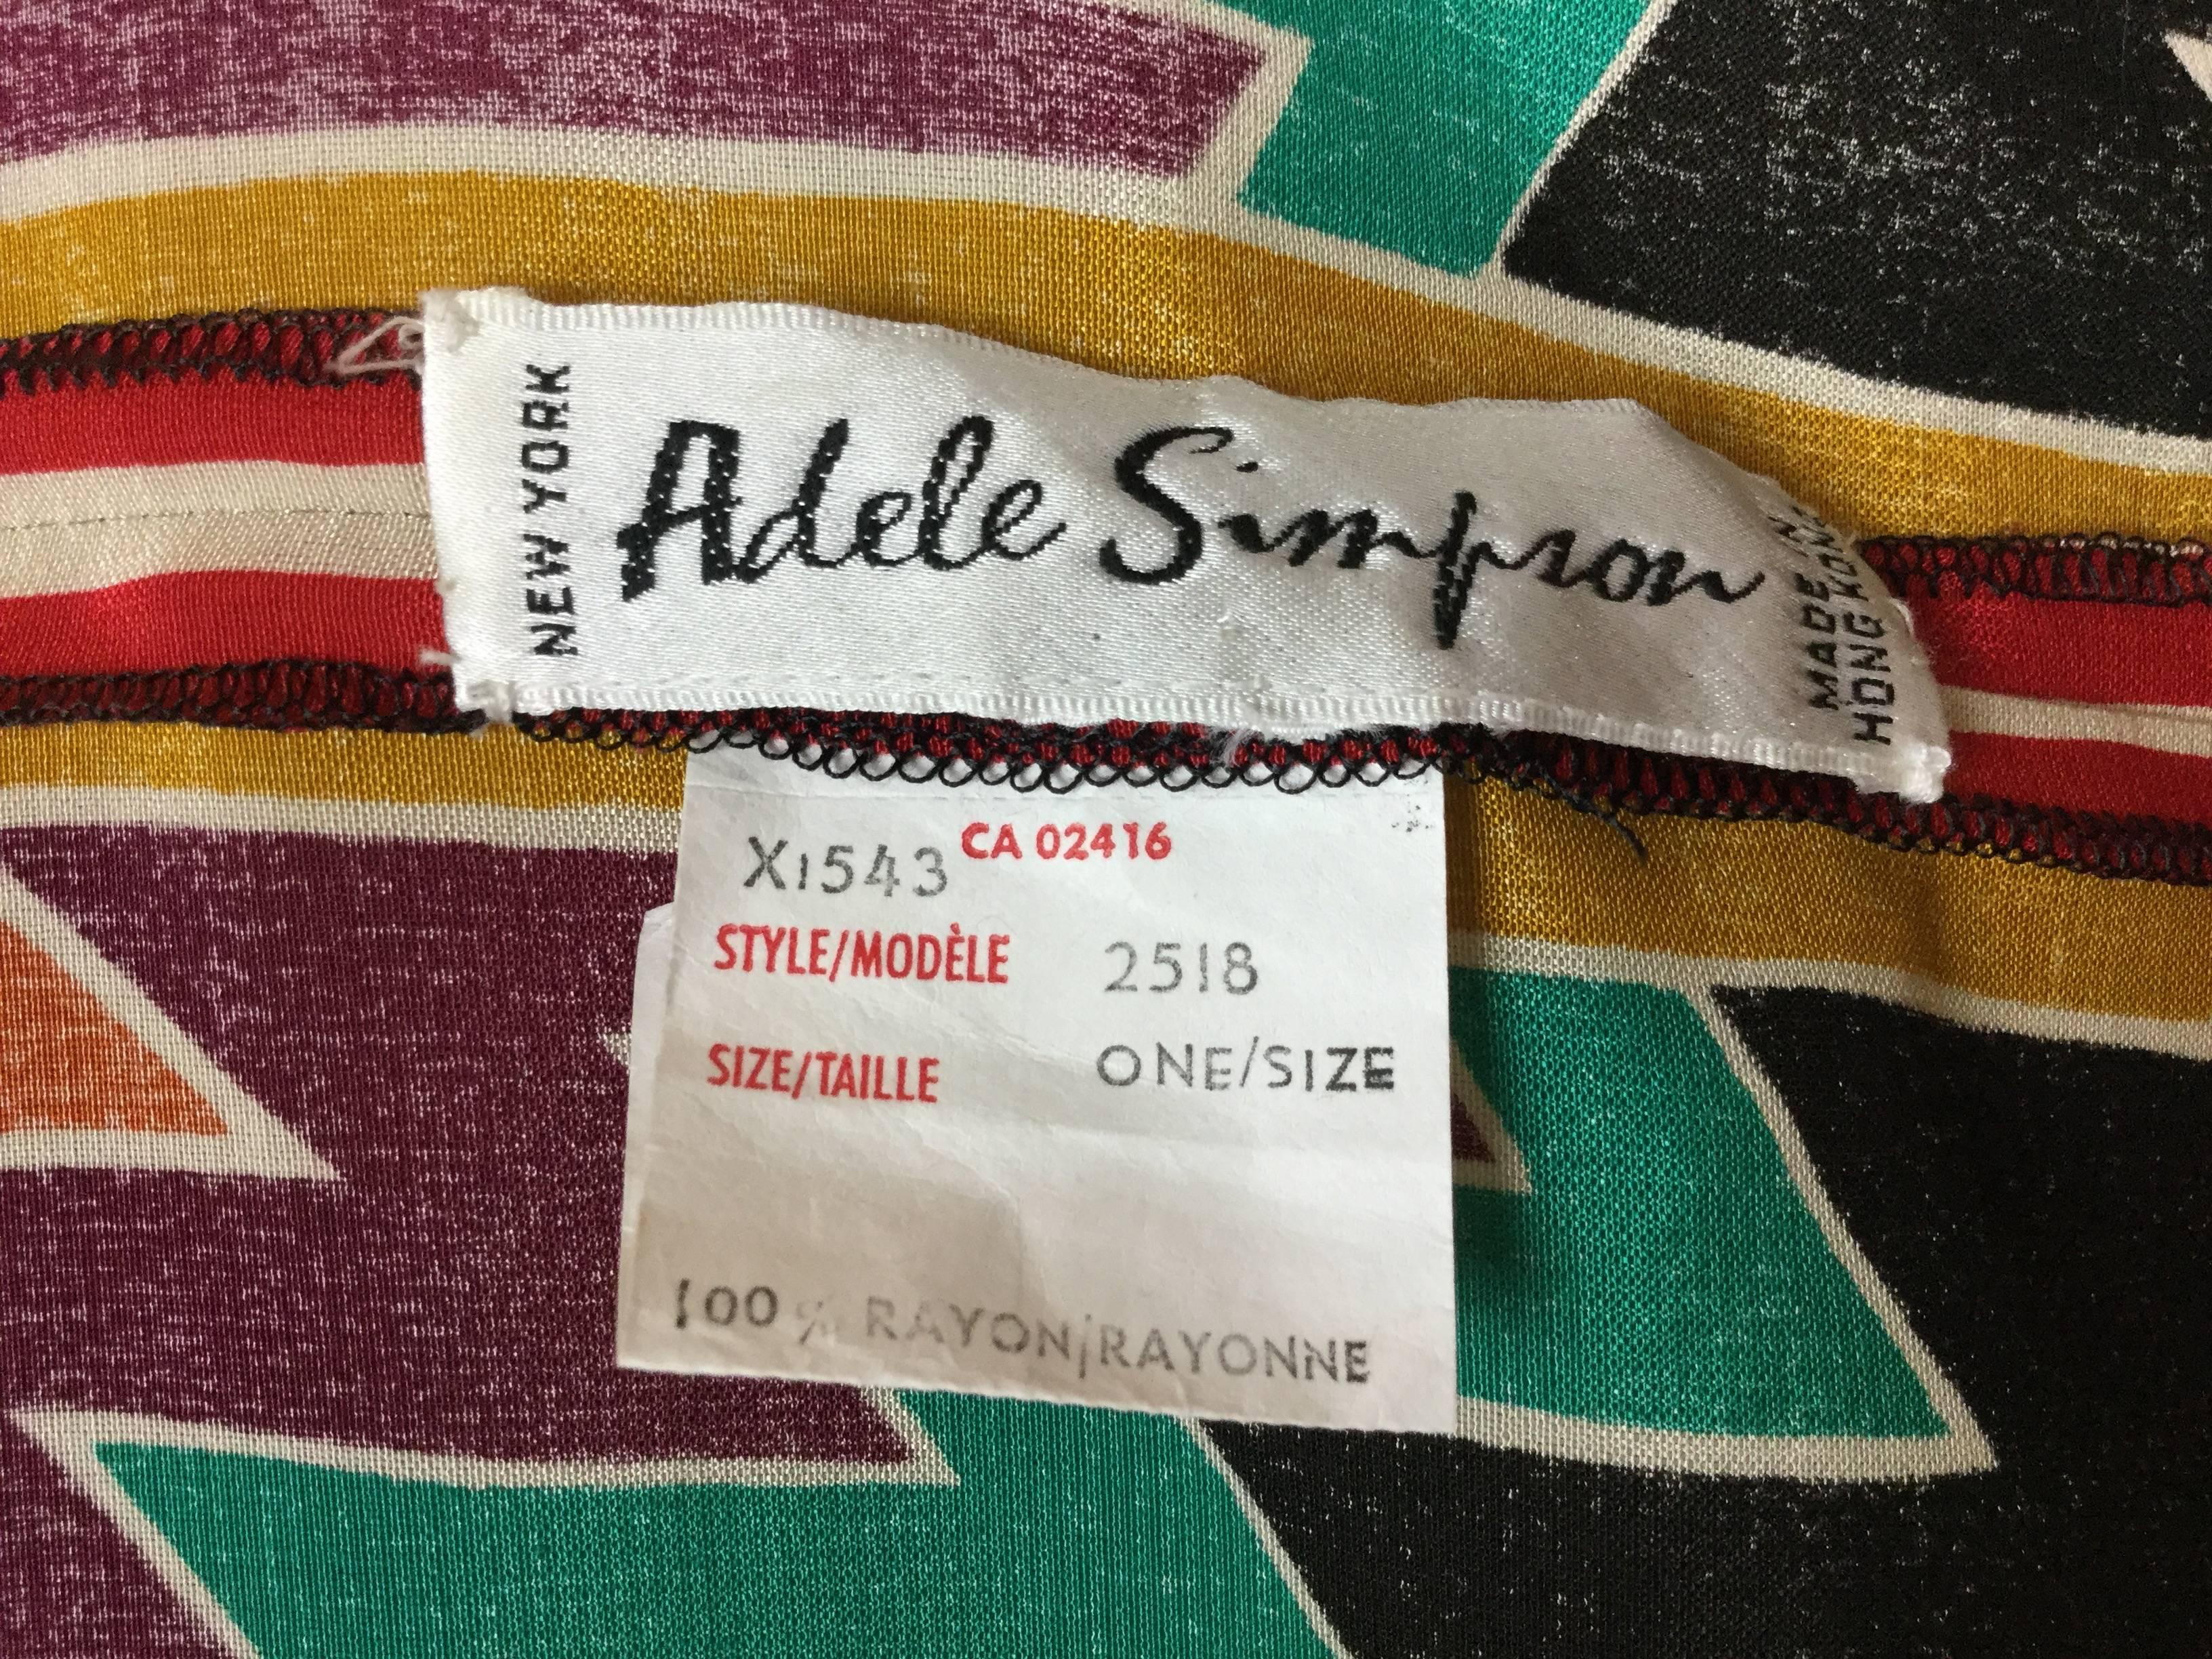 NEW YORK
Adele Simpson
MADE IN
HONG KONG
X1543 CA 02416
STYLE/MODÈLE 2518
SIZE/TAILLE ONE/SIZE
100% RAYON/RAYONNE